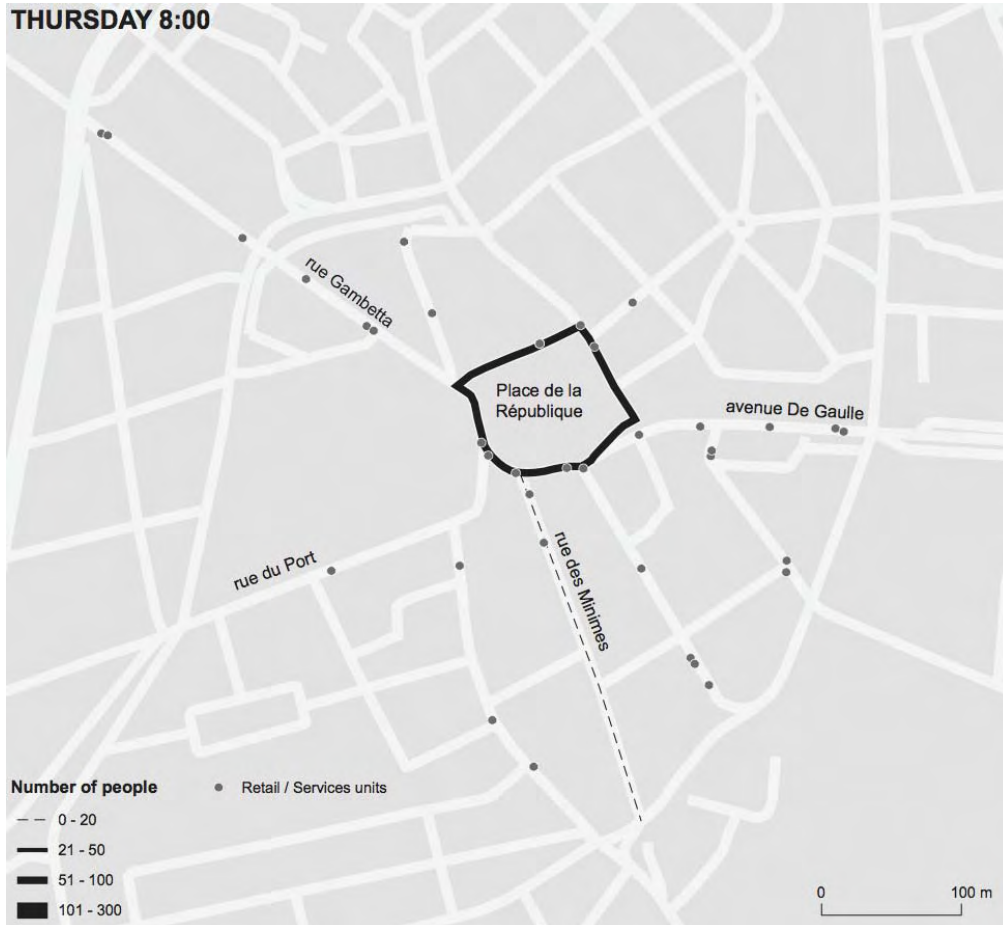 THURSDAY 8:00
rue Gambetta
Place de la
République
avenue De Gaulle
rue du Port
rue des Minimes
Number of people
Retail / Services units
0 - 20
21 - 50
51 - 100
101 - 300
0
100 m